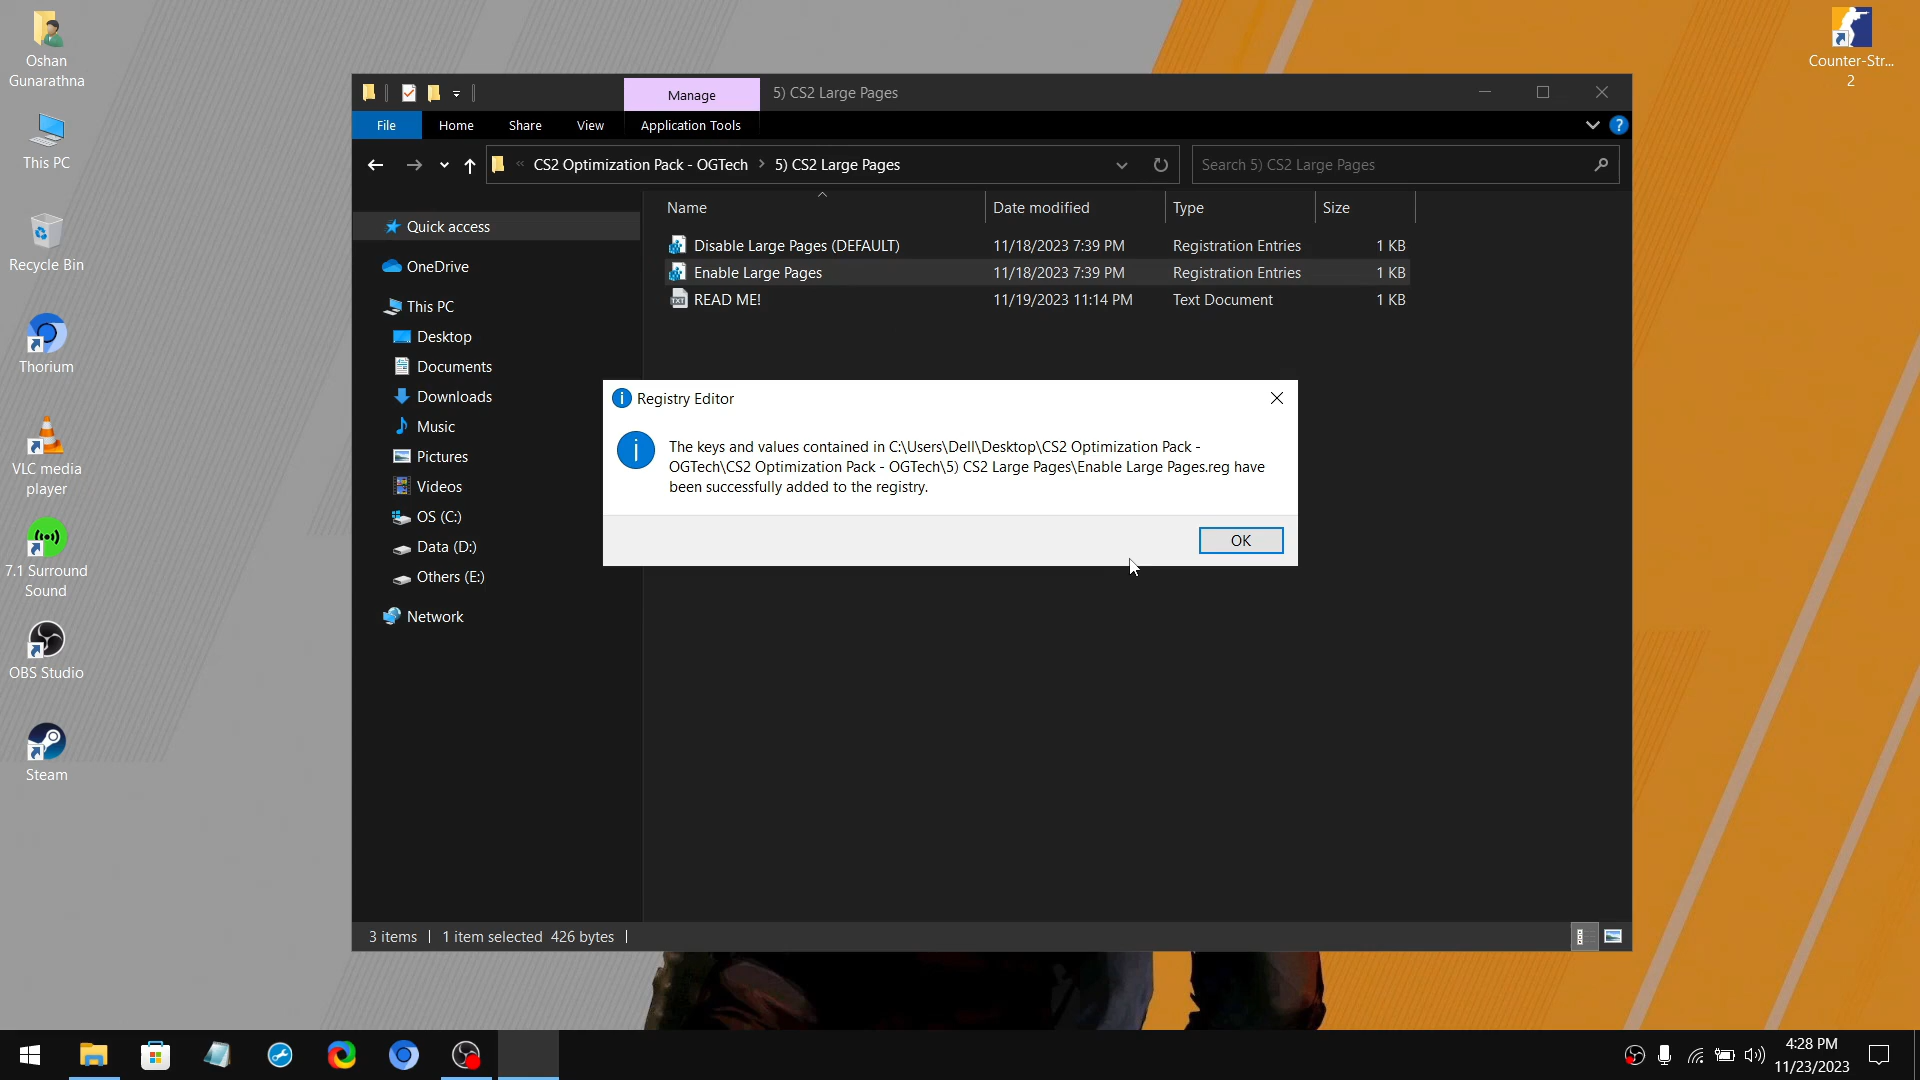 Oshan
Gunarathna
This PC
Recycle Bin
Thorium
VLC media
player
7.1 Surround
Sound
OBS Studio
Steam
Counter-Str...
2
Manage
5) CS2 Large Pages
File
Home
Share
View
Application Tools
?
«
CS2 Optimization Pack - OGTech
>
5) CS2 Large Pages
Search 5) CS2 Large Pages
Quick access
OneDrive
This PC
Desktop
Documents
Downloads
Music
Pictures
Videos
OS (C:)
Data (D:)
Others (E:)
Network
Name Date modified Type Size
Disable Large Pages (DEFAULT) 11/18/2023 7:39 PM Registration Entries 1 KB
Enable Large Pages 11/18/2023 7:39 PM Registration Entries 1 KB
READ ME! 11/19/2023 11:14 PM Text Document 1 KB
Registry Editor
The keys and values contained in C:\Users\Dell\Desktop\CS2 Optimization Pack -
OGTech\CS2 Optimization Pack - OGTech\5) CS2 Large Pages\Enable Large Pages.reg have
been successfully added to the registry.
OK
3 items 1 item selected 426 bytes
4:28 PM
11/23/2023